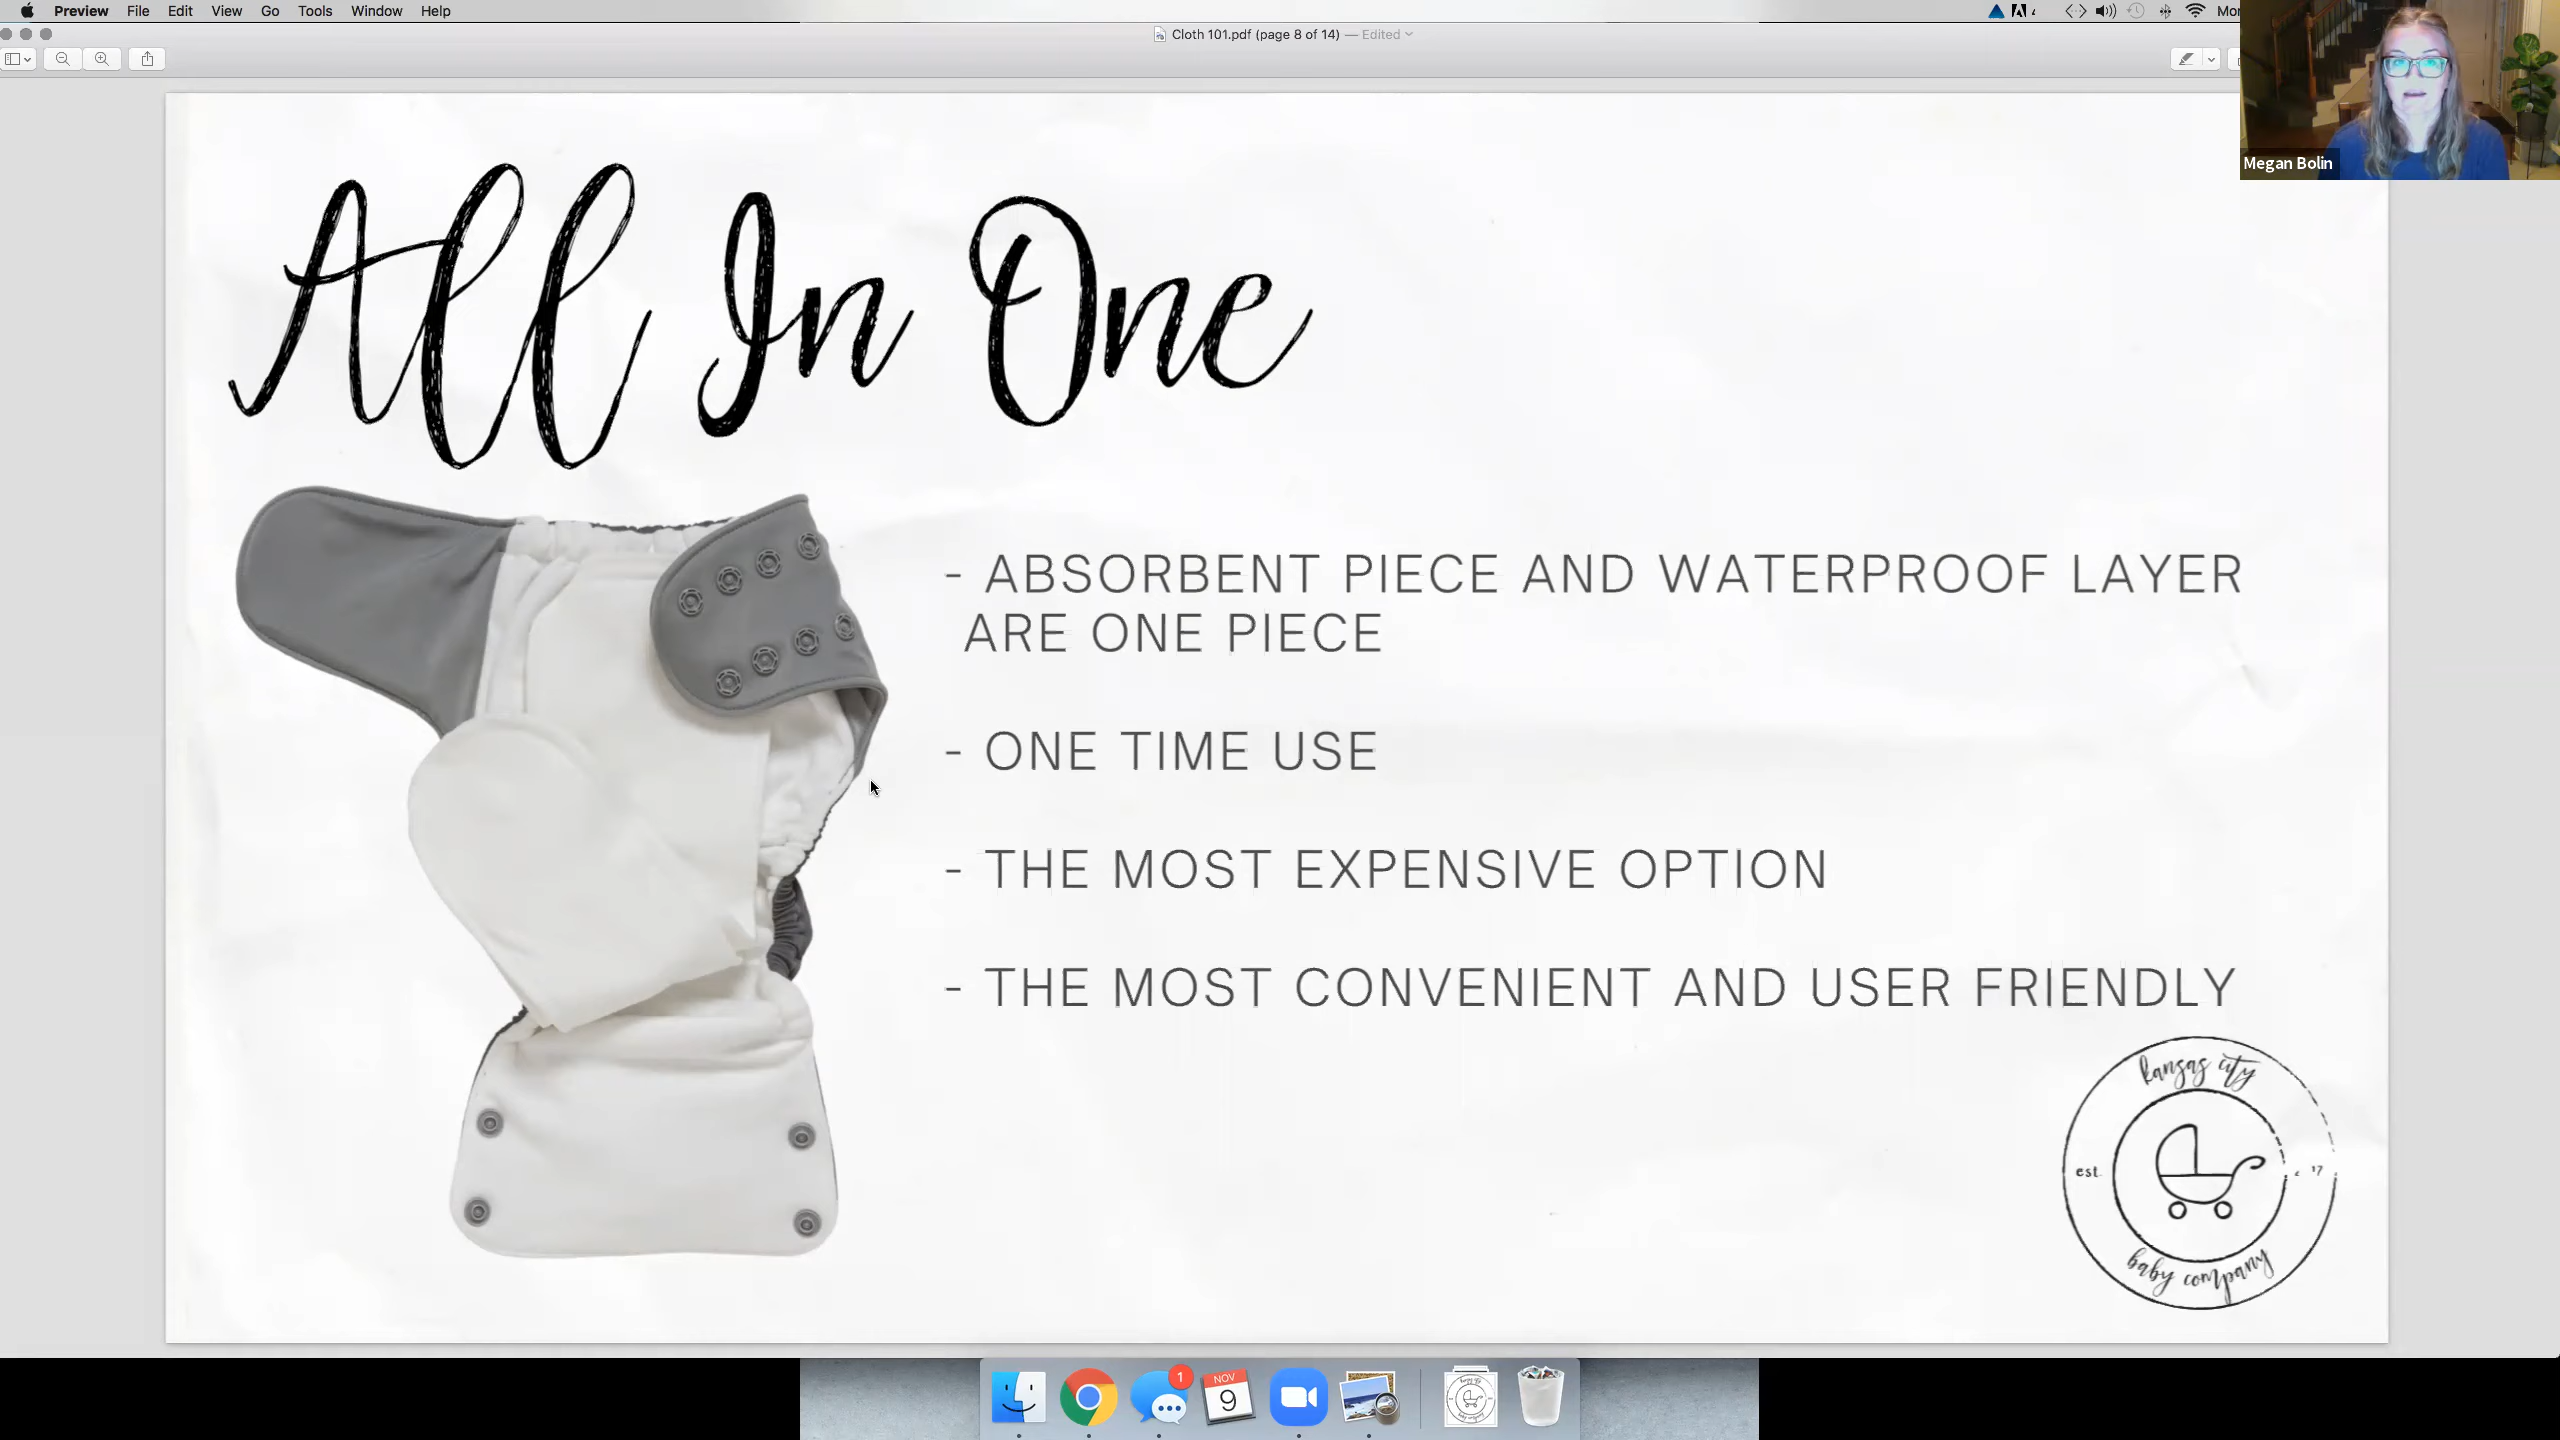 Preview File Edit View Go Tools Window Help
Cloth 101.pdf (page 8 of 14) — Edited
Megan Bolin
All In One
- ABSORBENT PIECE AND WATERPROOF LAYER
ARE ONE PIECE
- ONE TIME USE
- THE MOST EXPENSIVE OPTION
- THE MOST CONVENIENT AND USER FRIENDLY
kansas city
est.
17
baby company
1
NOV
9